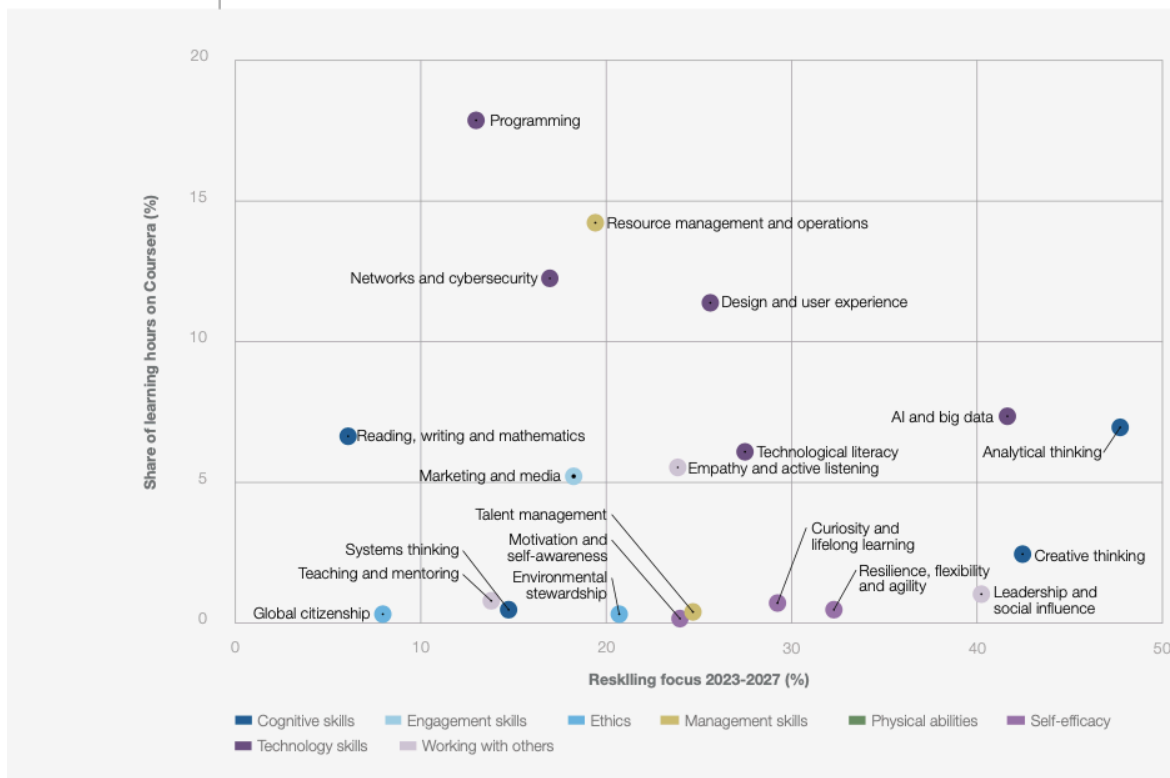 20
Programming
15
Resource management and operations
Networks and cybersecurity
Design and user experience
Share of learning hours on Coursera (%)
10
AI and big data
Reading, writing and mathematics
Analytical thinking
Technological literacy
Empathy and active listening
Marketing and media
5
Talent management
Curiosity and
lifelong learning
Motivation and
self-awareness
Systems thinking
Creative thinking
Teaching and mentoring
Environmental
stewardship
Resilience, flexibility
and agility
Leadership and
social influence
Global citizenship
0
0 10 20 30 40 50
Resklling focus 2023-2027 (%)
Cognitive skills Engagement skills Ethics Management skills Physical abilities Self-efficacy
Technology skills Working with others